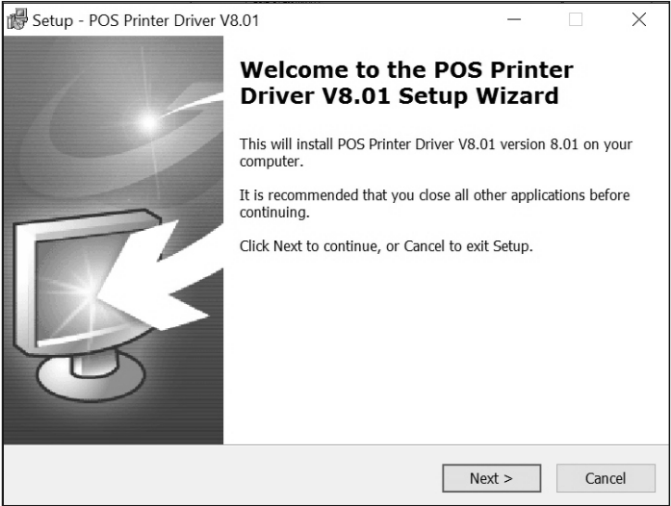 Setup - POS Printer Driver V8.01
Welcome to the POS Printer
Driver V8.01 Setup Wizard
This will install POS Printer Driver V8.01 version 8.01 on your
computer.
It is recommended that you close all other applications before
continuing.
Click Next to continue, or Cancel to exit Setup.
Next >
Cancel